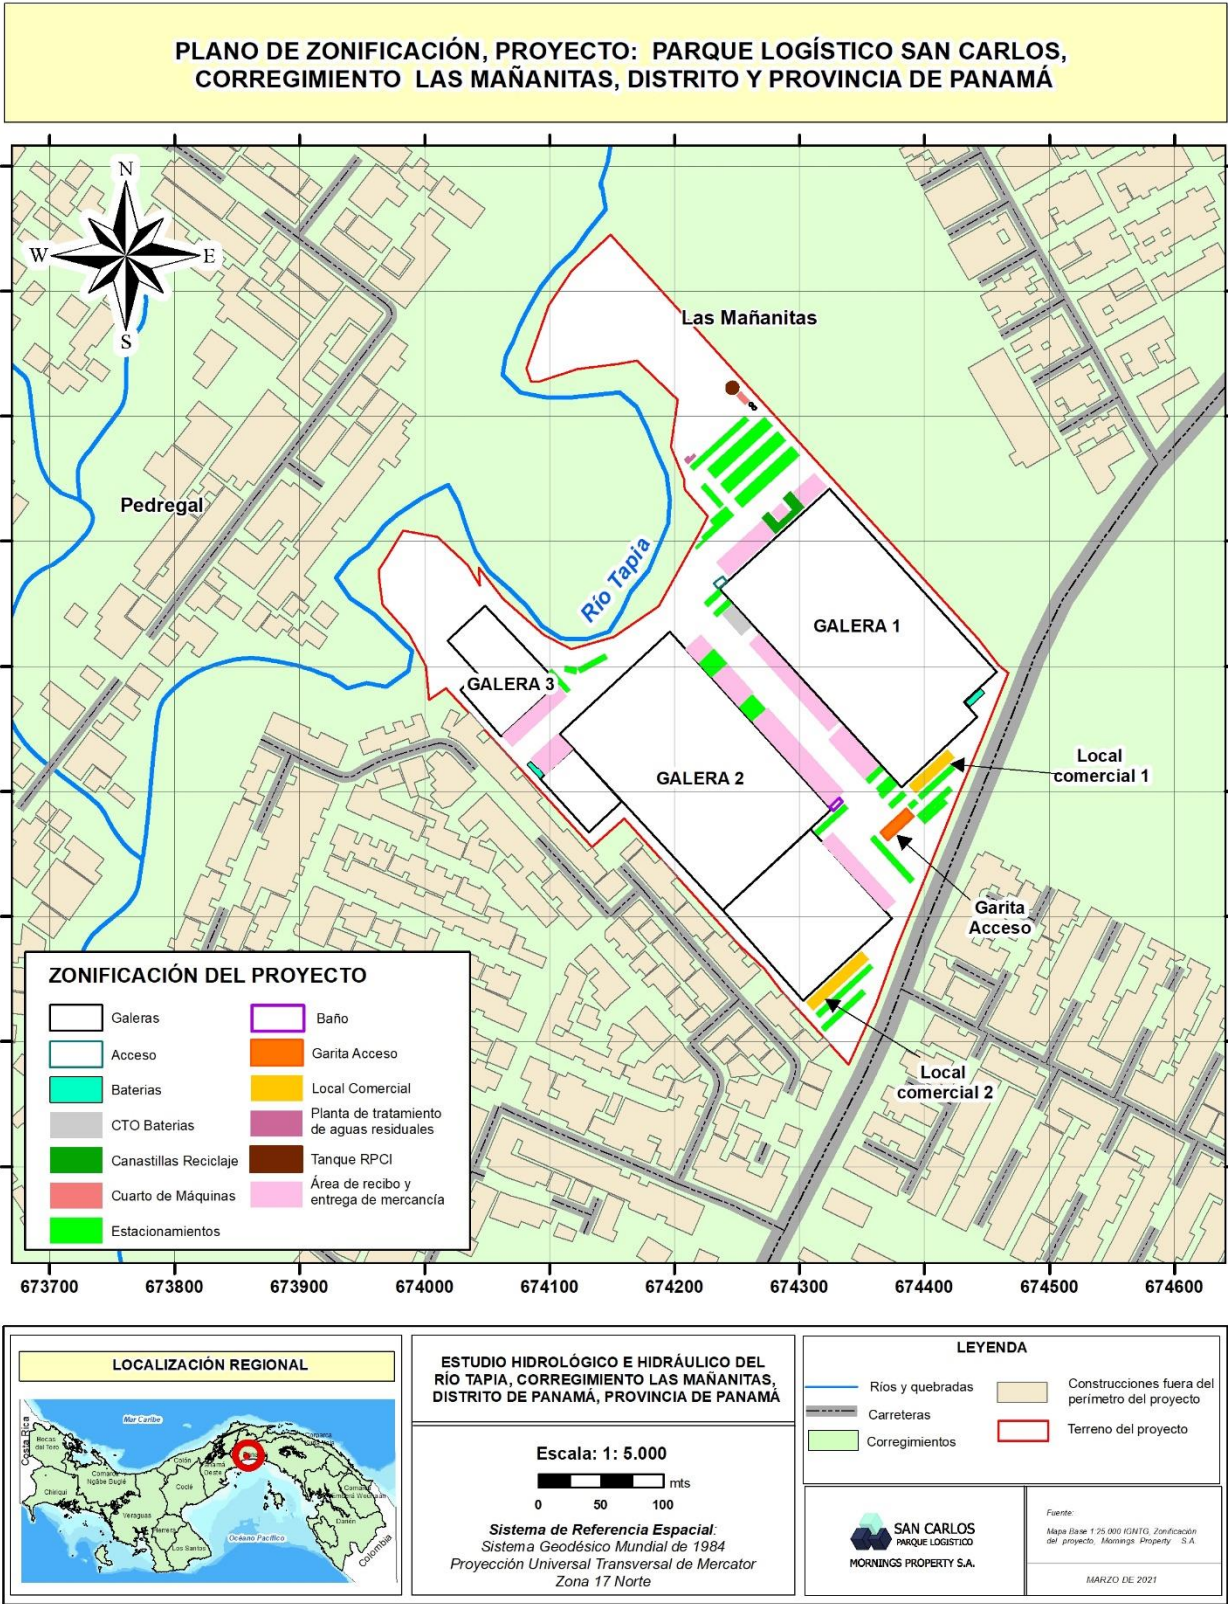 PLANO DE ZONIFICACIÓN, PROYECTO: PARQUE LOGÍSTICO SAN CARLOS,
CORREGIMIENTO LAS MAÑANITAS, DISTRITO Y PROVINCIA DE PANAMÁ
N
W
E
S
Las Mañanitas
Pedregal
Río Tapia
GALERA 1
GALERA 3
GALERA 2
Local
comercial 1
Garita
Acceso
Local
comercial 2
ZONIFICACIÓN DEL PROYECTO
Galeras
Acceso
Baterias
CTO Baterias
Canastillas Reciclaje
Cuarto de Máquinas
Estacionamientos
Baño
Garita Acceso
Local Comercial
Planta de tratamiento
de aguas residuales
Tanque RPCI
Área de recibo y
entrega de mercancía
673700 673800 673900 674000 674100 674200 674300 674400 674500 674600
LOCALIZACIÓN REGIONAL
Mar Caribe
Costa Rica
Bocas
del Toro
Comarca
Ngäbe Buglé
Chiriquí
Veraguas
Herrera
Los Santos
Coclé
Colón
Oeste
Darién
Océano Pacífico
Colombia
ESTUDIO HIDROLÓGICO E HIDRÁULICO DEL
RÍO TAPIA, CORREGIMIENTO LAS MAÑANITAS,
DISTRITO DE PANAMÁ, PROVINCIA DE PANAMÁ
Escala: 1: 5.000
mts
0 50 100
Sistema de Referencia Espacial:
Sistema Geodésico Mundial de 1984
Proyección Universal Transversal de Mercator
Zona 17 Norte
LEYENDA
Ríos y quebradas
Carreteras
Corregimientos
Construcciones fuera del
perímetro del proyecto
Terreno del proyecto
SAN CARLOS
PARQUE LOGISTICO
MORNINGS PROPERTY S.A.
Fuente:
Mapa Base 1:25 000 IGNTG, Zonificación
del proyecto, Mornings Property S.A.
MARZO DE 2021